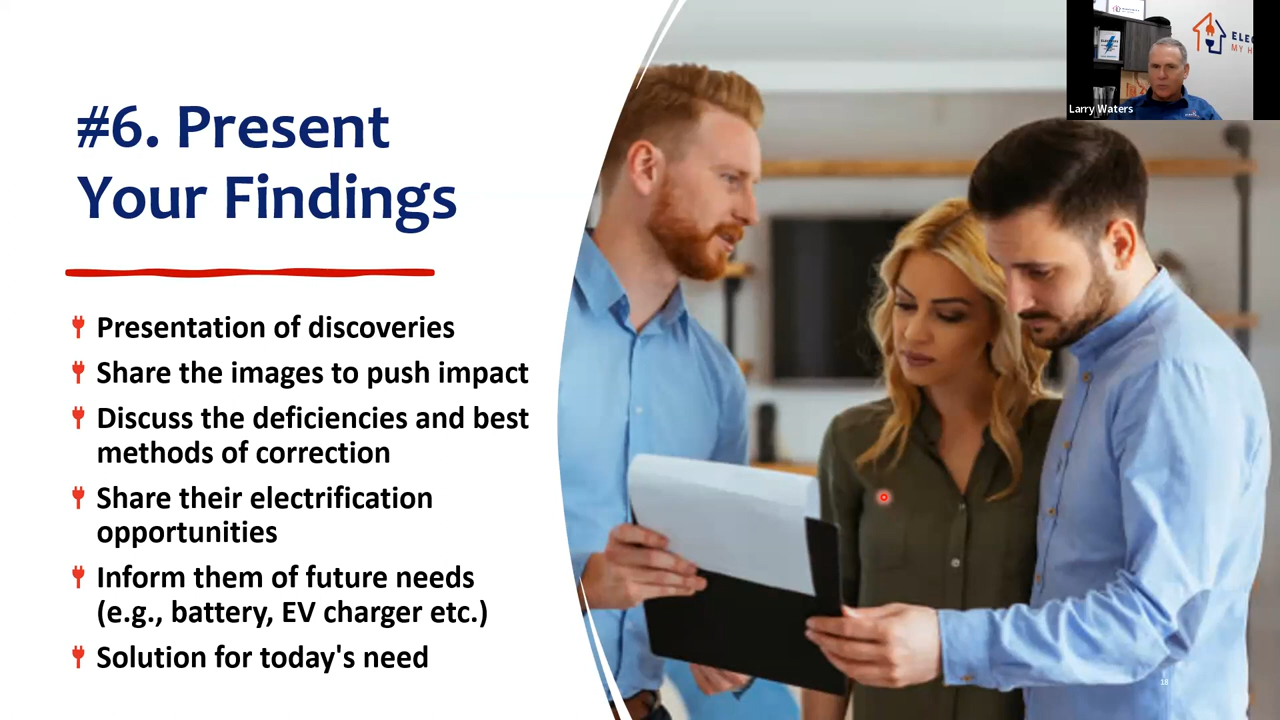 #6. Present
Your Findings
Presentation of discoveries
Share the images to push impact
Discuss the deficiencies and best
methods of correction
Share their electrification
opportunities
Inform them of future needs
(e.g., battery, EV charger etc.)
Solution for today's need
Larry Waters
18